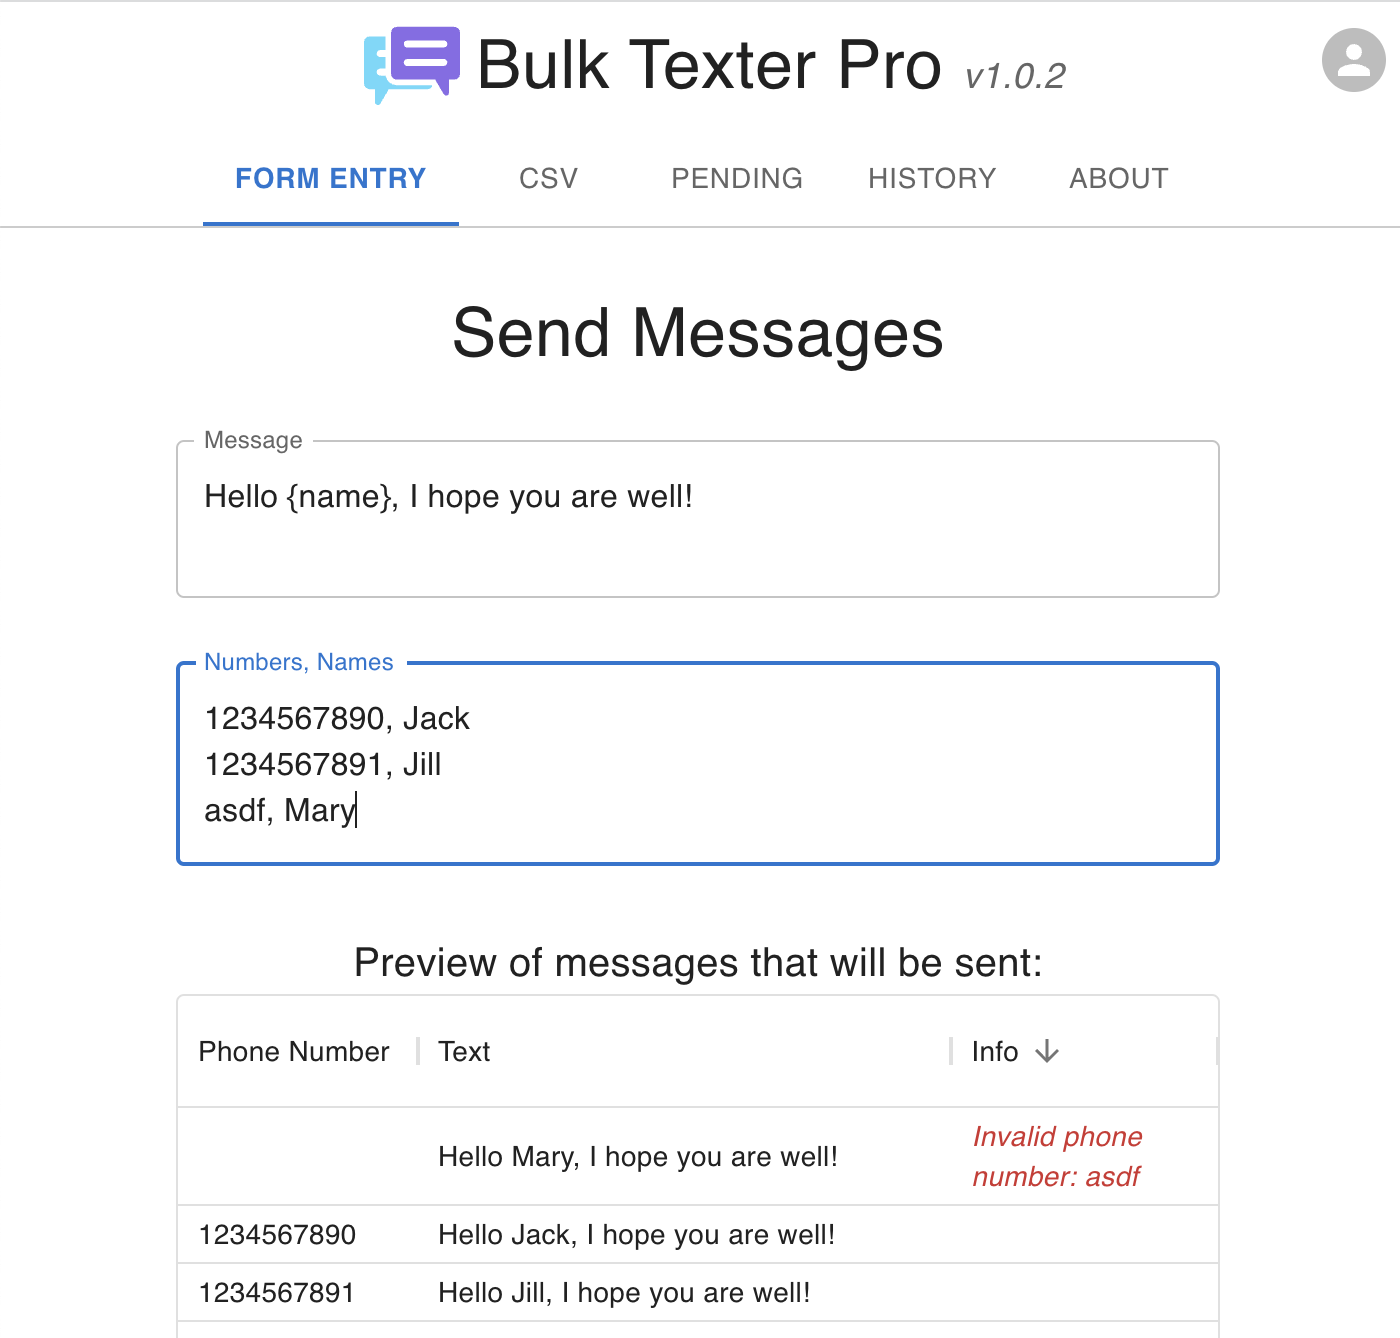 Bulk Texter Pro v1.0.2
FORM ENTRY CSV PENDING HISTORY ABOUT
Send Messages
Message
Hello {name}, I hope you are well!
Numbers, Names
1234567890, Jack
1234567891, Jill
asdf, Mary
Preview of messages that will be sent:
Phone Number Text Info
Hello Mary, I hope you are well! Invalid phone
number: asdf
1234567890 Hello Jack, I hope you are well!
1234567891 Hello Jill, I hope you are well!